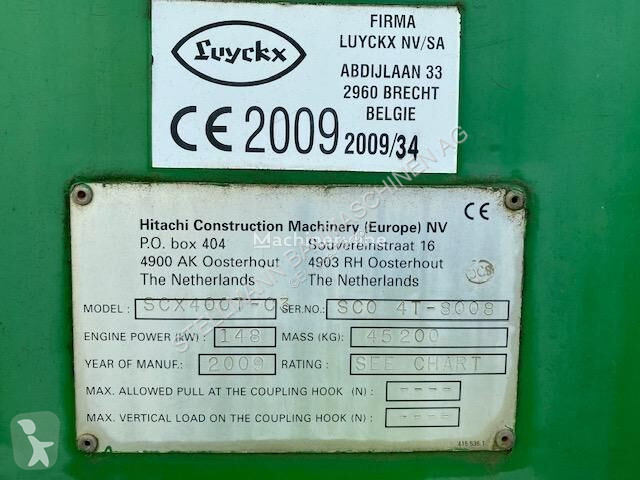 Luyckx
FIRMA
LUYCKX NV/SA
ABDIJLAAN 33
2960 BRECHT
BELGIE
CE 2009 2009/34
CE
Hitachi Construction Machinery (Europe) NV
P.O. box 404 Souvereinstraat 16
4900 AK Oosterhout 4903 RH Oosterhout
The Netherlands The Netherlands
MODEL : SCX400T-03 SER.NO.: SCO 4T-8008
ENGINE POWER (kW) : 148 MASS (KG): 45200
YEAR OF MANUF.: 2009 RATING : SEE CHART
MAX. ALLOWED PULL AT THE COUPLING HOOK (N) : ----
MAX. VERTICAL LOAD ON THE COUPLING HOOK (N) : ----
Machineryline